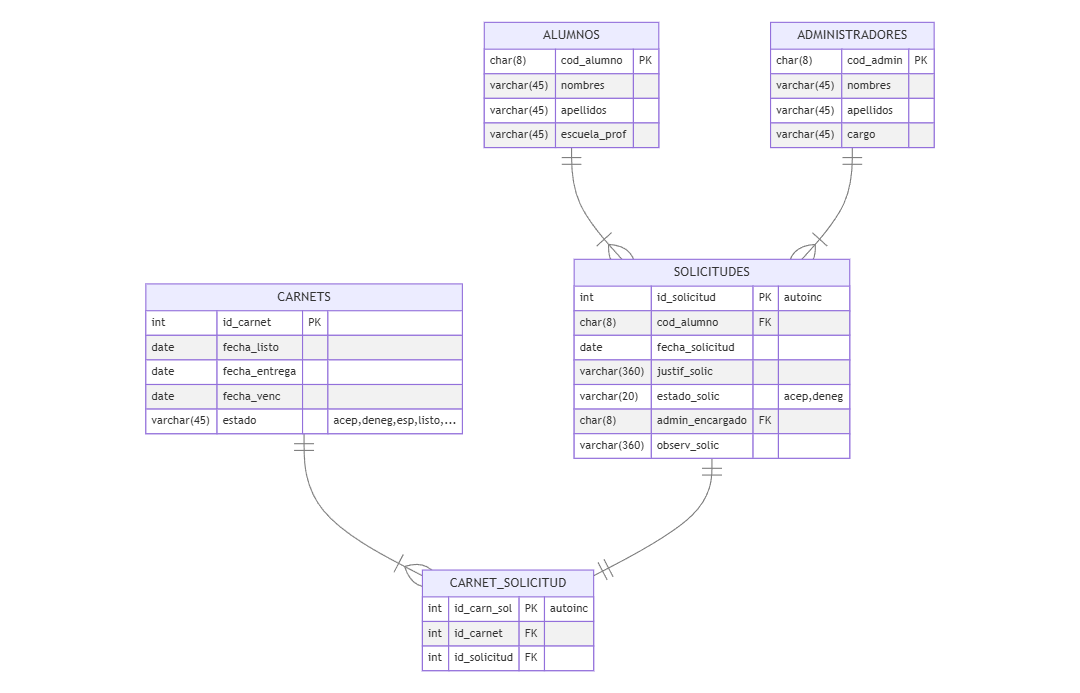 ALUMNOS
char(8) cod_alumno PK
varchar(45) nombres
varchar(45) apellidos
varchar(45) escuela_prof
ADMINISTRADORES
char(8) cod_admin PK
varchar(45) nombres
varchar(45) apellidos
varchar(45) cargo
SOLICITUDES
int id_solicitud PK autoinc
char(8) cod_alumno FK
date fecha_solicitud
varchar(360) justif_solic
varchar(20) estado_solic acep,deneg
char(8) admin_encargado FK
varchar(360) observ_solic
CARNETS
int id_carnet PK
date fecha_listo
date fecha_entrega
date fecha_venc
varchar(45) estado acep,deneg,esp,listo,...
CARNET_SOLICITUD
int id_carn_sol PK autoinc
int id_carnet FK
int id_solicitud FK